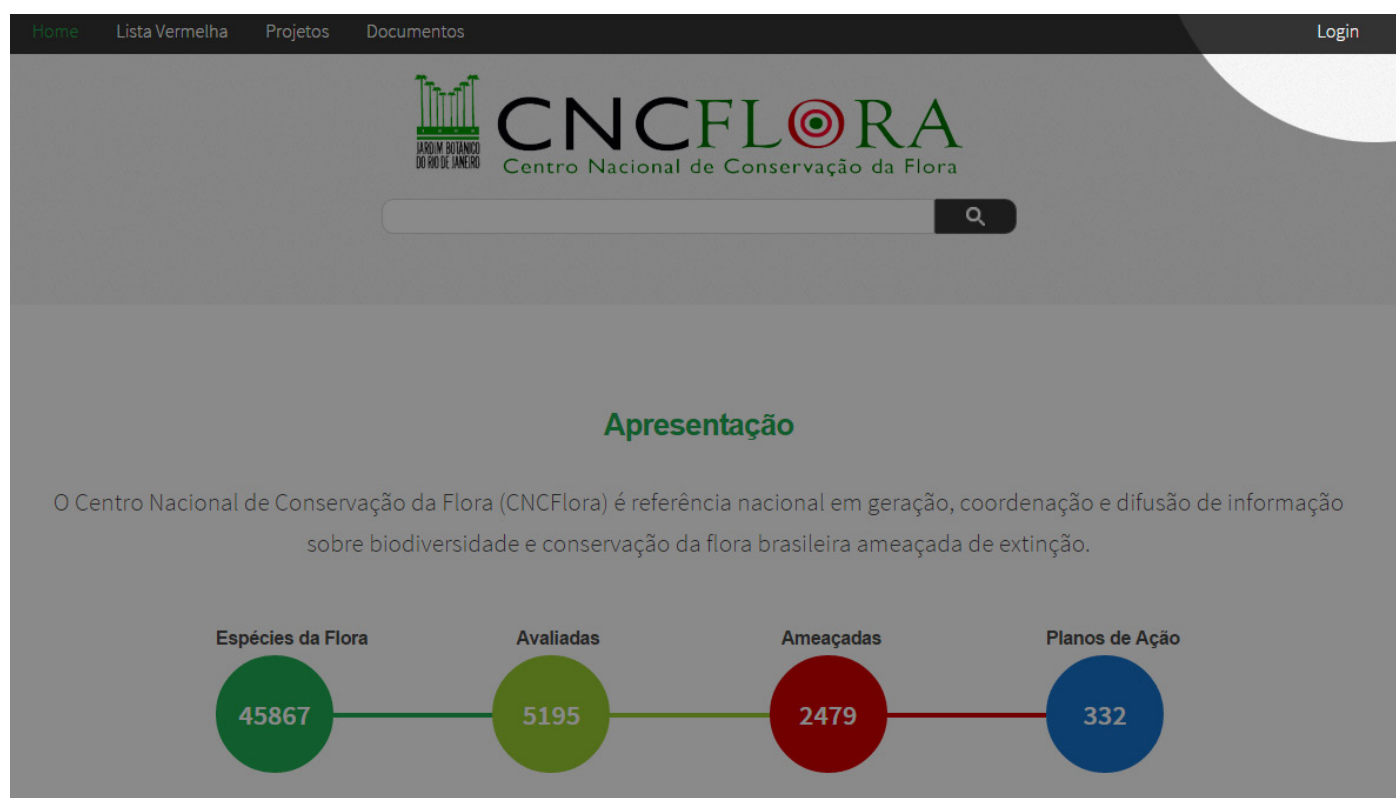 Home Lista Vermelha Projetos Documentos Login
JARDIM BOTÂNICO
DO RIO DE JANEIRO
CNCFLORA
Centro Nacional de Conservação da Flora
Apresentação
O Centro Nacional de Conservação da Flora (CNCFlora) é referência nacional em geração, coordenação e difusão de informação
sobre biodiversidade e conservação da flora brasileira ameaçada de extinção.
Espécies da Flora Avaliadas Ameaçadas Planos de Ação
45867 5195 2479 332